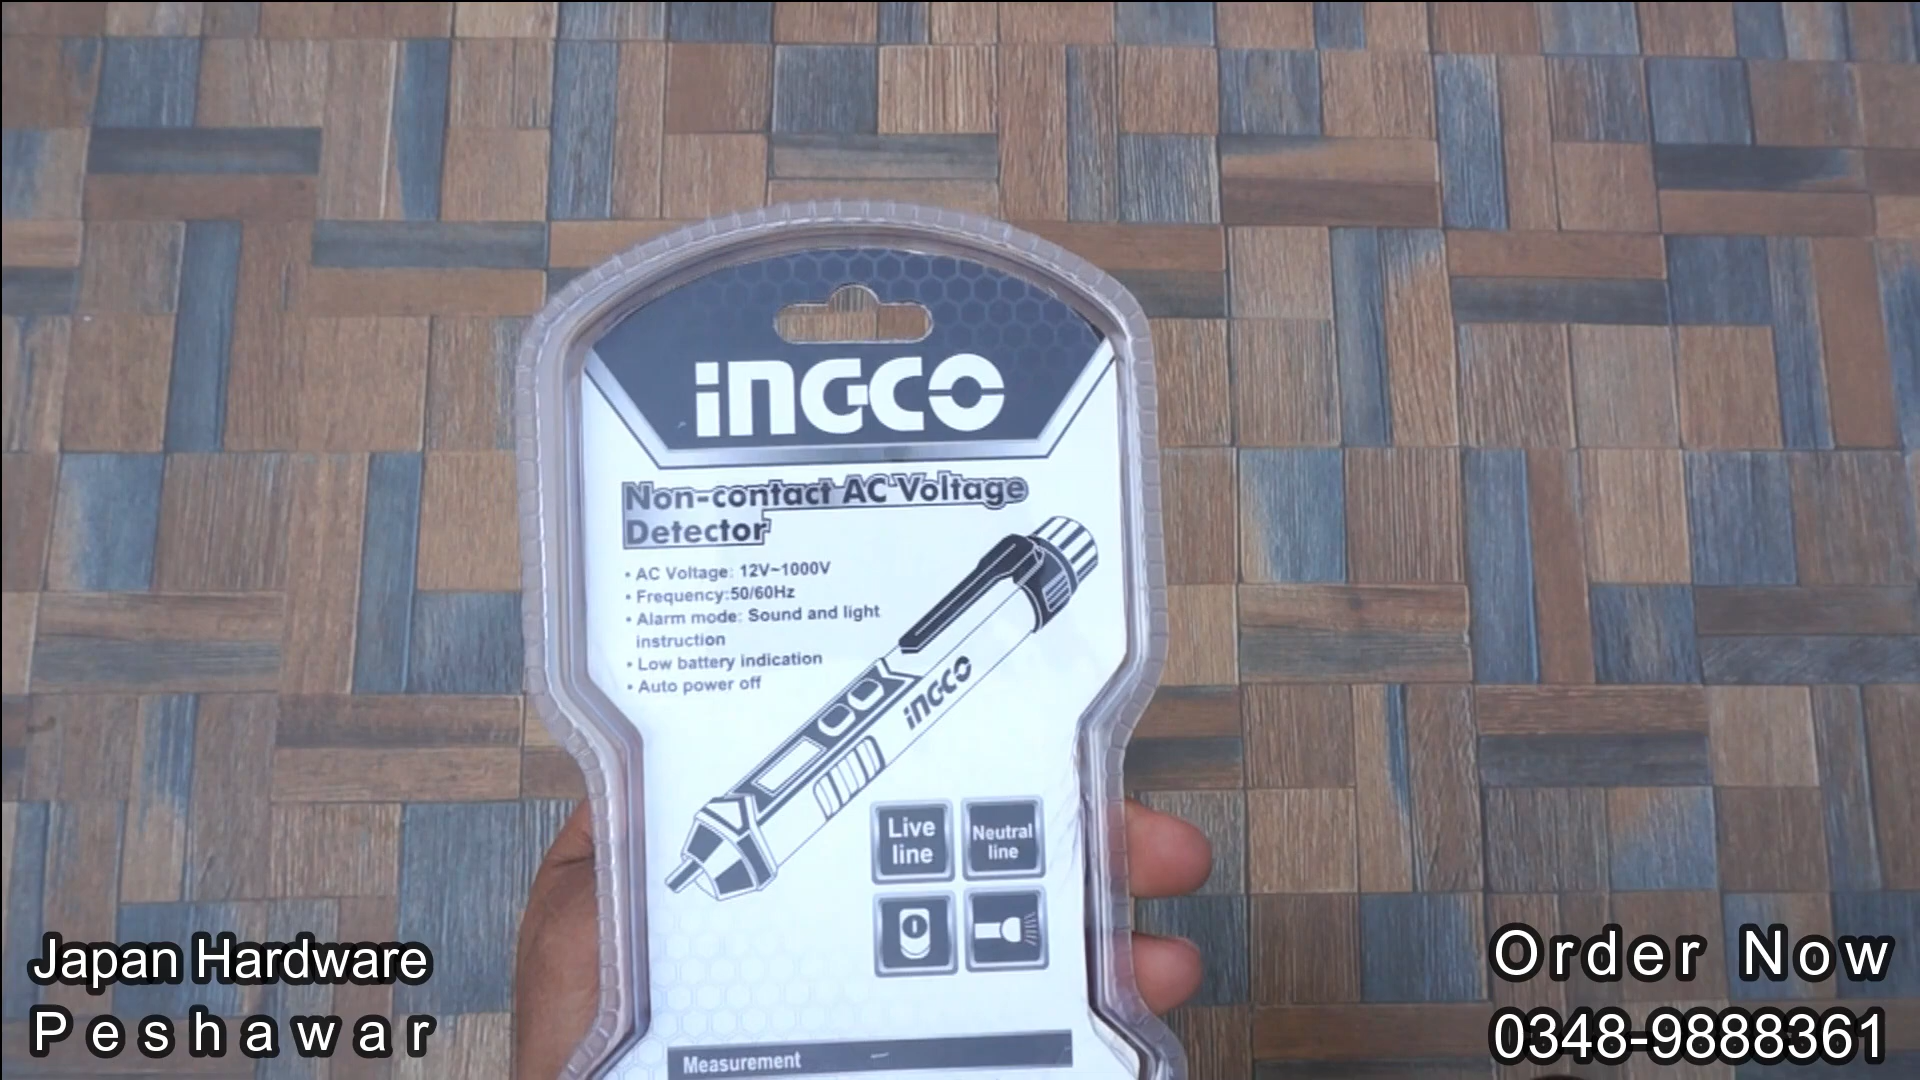 INGCO
Non-contact AC Voltage
Detector
• AC Voltage: 12V~1000V
• Frequency:50/60Hz
• Alarm mode: Sound and light
instruction
• Low battery indication
• Auto power off
INGCO
Live
line
Neutral
line
Measurement
Japan Hardware
Peshawar
Order Now
0348-9888361